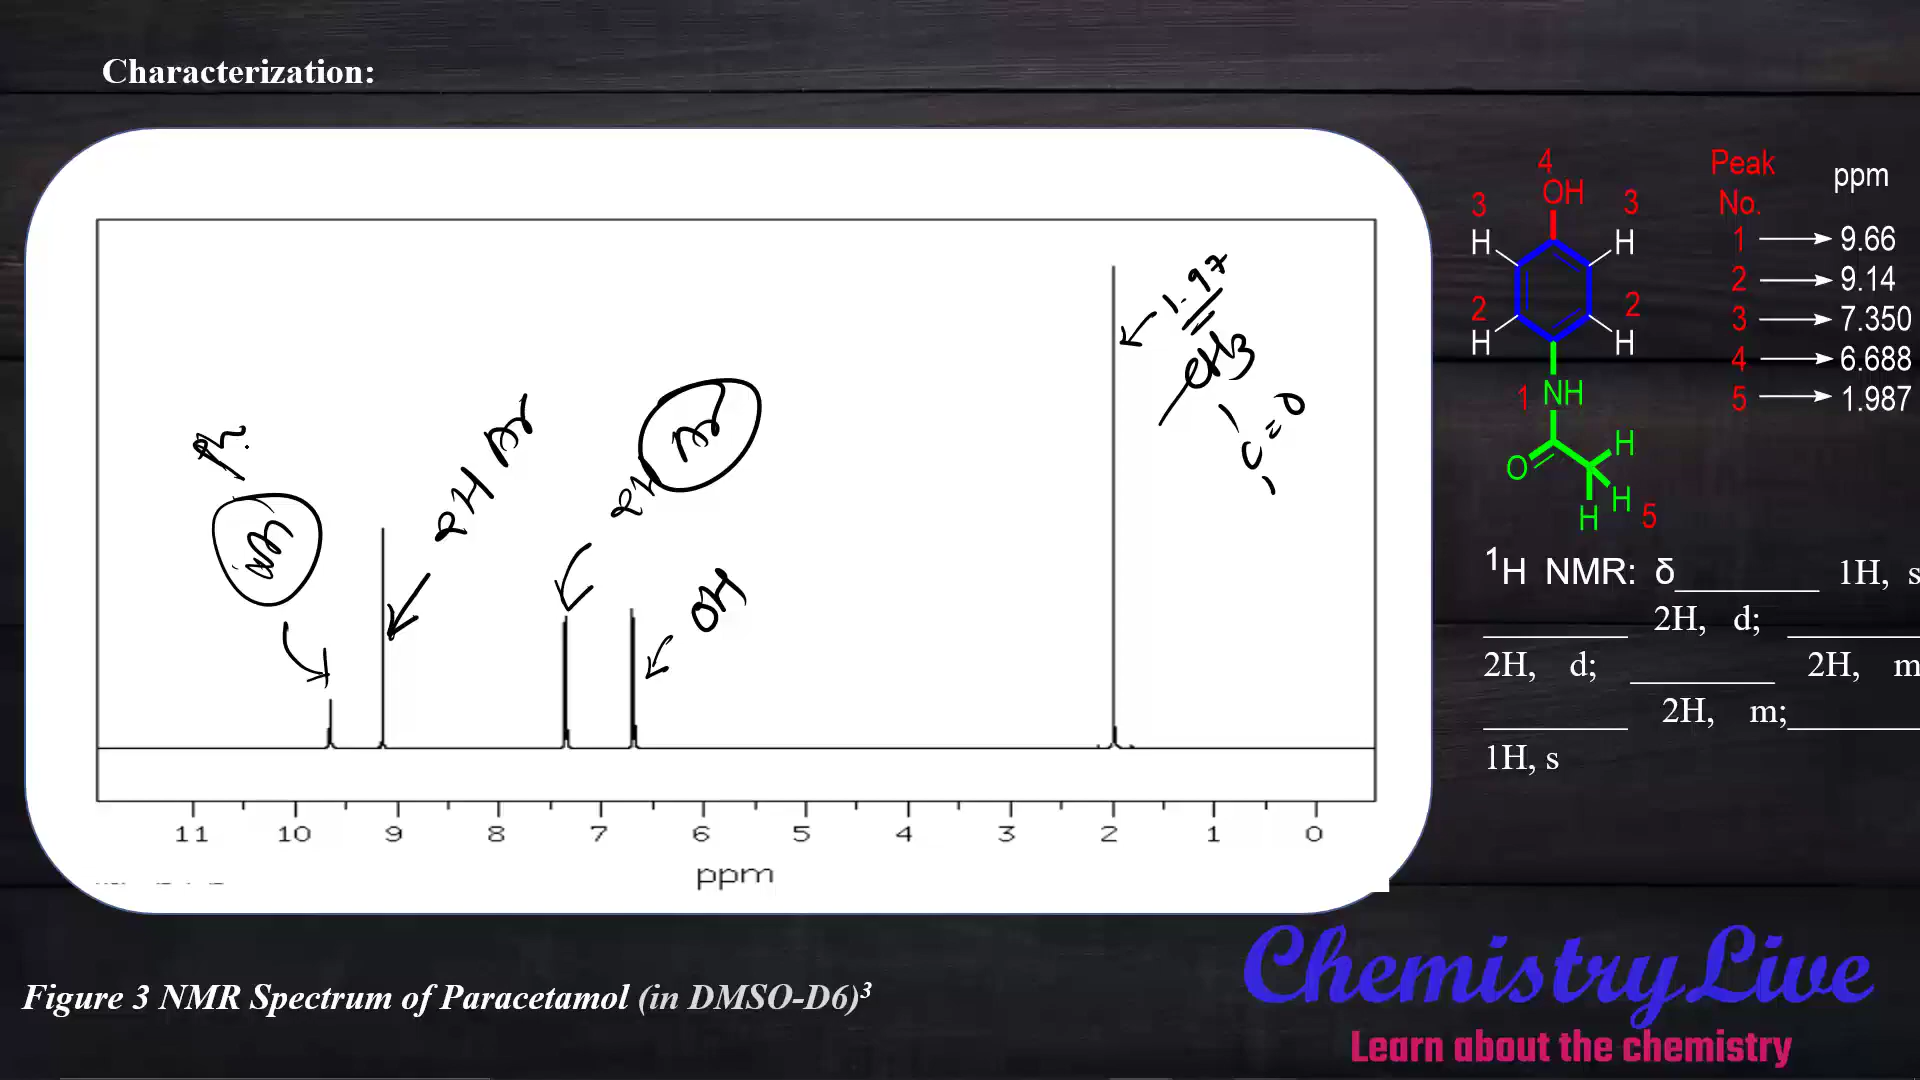 Characterization:
Ph.
NH
2H Ar
2H Ar
OH
1.97
CH3
C=O
11 10 9 8 7 6 5 4 3 2 1 0
ppm
Figure 3 NMR Spectrum of Paracetamol (in DMSO-D6)³
4
OH
3 3
H H
2 2
H H
1 NH
O H
H H 5
Peak No. ppm
1 → 9.66
2 → 9.14
3 → 7.350
4 → 6.688
5 → 1.987
¹H NMR: δ________ 1H, s
________ 2H, d; ________
2H, d; ________ 2H, m
________ 2H, m;________
1H, s
ChemistryLive
Learn about the chemistry